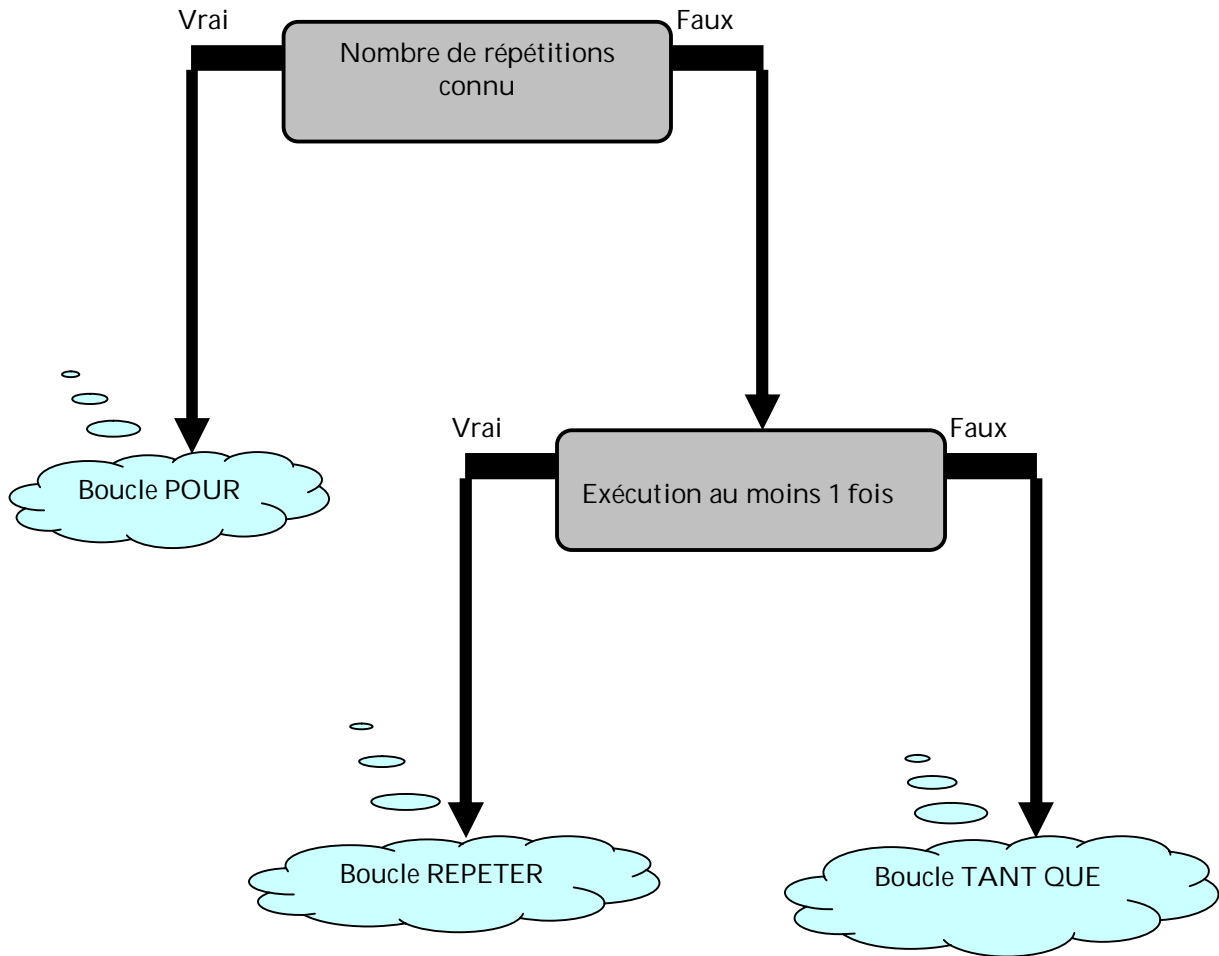 Vrai
Faux
Nombre de répétitions
connu
Vrai
Faux
Boucle POUR
Exécution au moins 1 fois
Boucle REPETER
Boucle TANT QUE